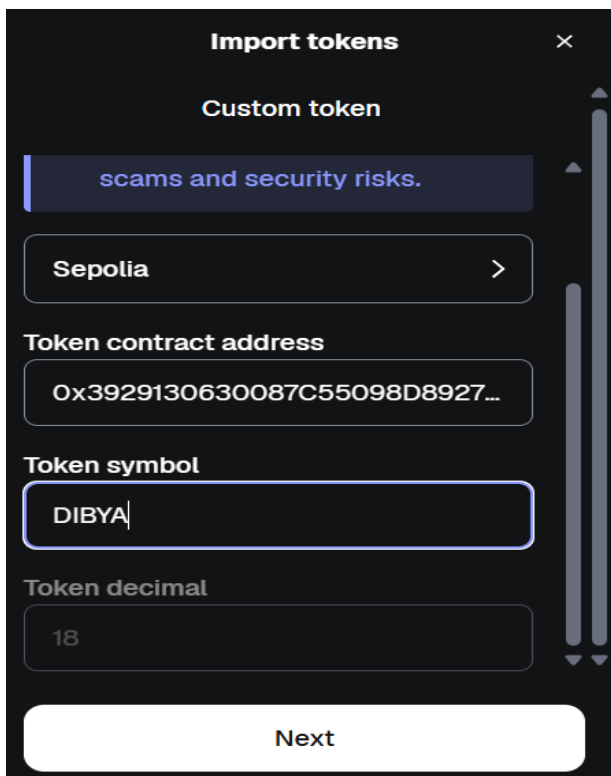 Import tokens
Custom token
scams and security risks.
Sepolia
Token contract address
0x3929130630087C55098D8927...
Token symbol
DIBYA
Token decimal
18
Next